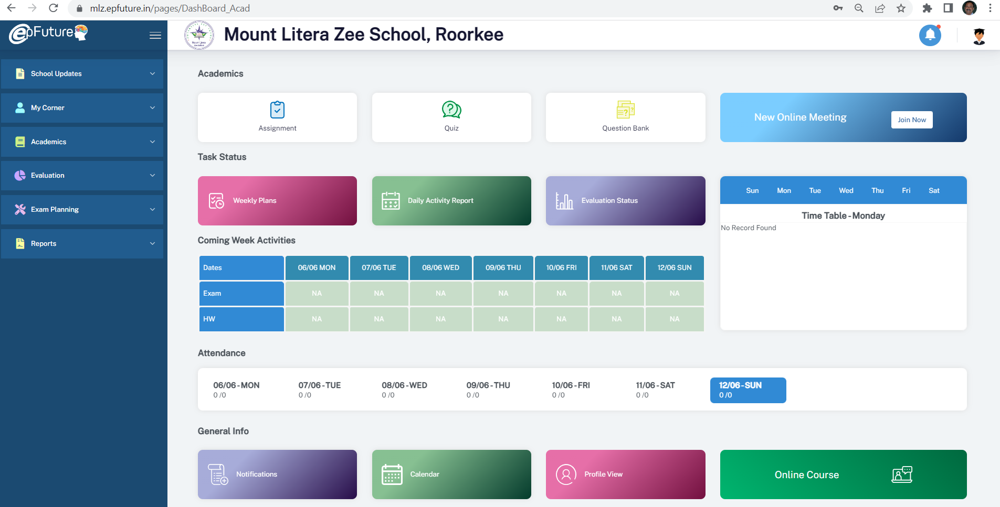 mlz.epfuture.in/pages/DashBoard_Acad
epFuture
Mount Litera Zee School, Roorkee
Mount Litera
Zee School
School Updates
My Corner
Academics
Evaluation
Exam Planning
Reports
Academics
Assignment
Quiz
Question Bank
New Online Meeting
Join Now
Task Status
Weekly Plans
Daily Activity Report
Evaluation Status
Sun Mon Tue Wed Thu Fri Sat
Time Table - Monday
No Record Found
Coming Week Activities
Dates 06/06 MON 07/06 TUE 08/06 WED 09/06 THU 10/06 FRI 11/06 SAT 12/06 SUN
Exam NA NA NA NA NA NA NA
HW NA NA NA NA NA NA NA
Attendance
06/06 - MON 07/06 - TUE 08/06 - WED 09/06 - THU 10/06 - FRI 11/06 - SAT 12/06 - SUN
0 /0 0 /0 0 /0 0 /0 0 /0 0 /0 0 /0
General Info
Notifications
Calendar
Profile View
Online Course